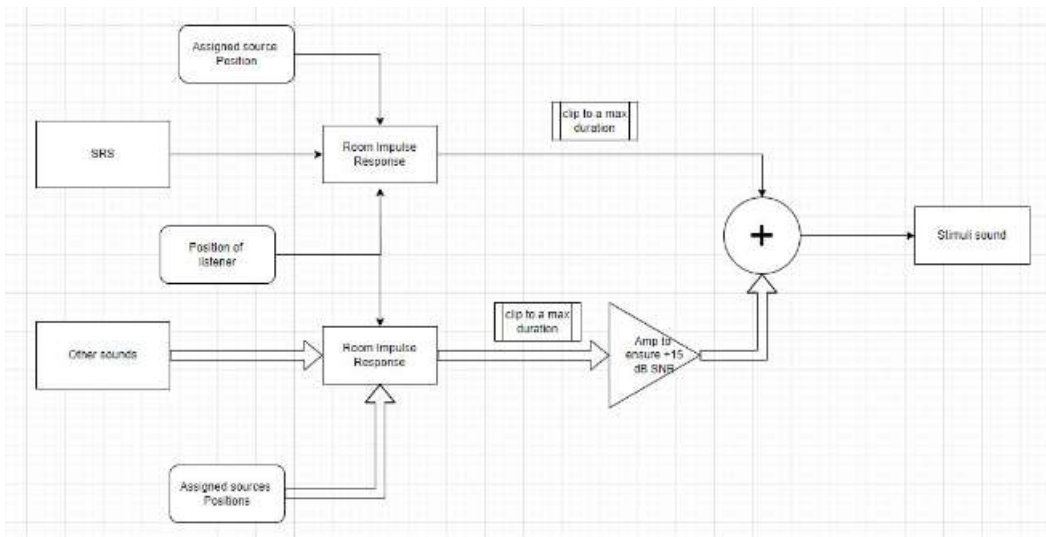 Assigned source
Position
SRS
Room Impulse
Response
clip to a max
duration
Position of
listener
+
Stimuli sound
Other sounds
Room Impulse
Response
clip to a max
duration
Amp to
ensure +15
dB SNR
Assigned sources
Positions